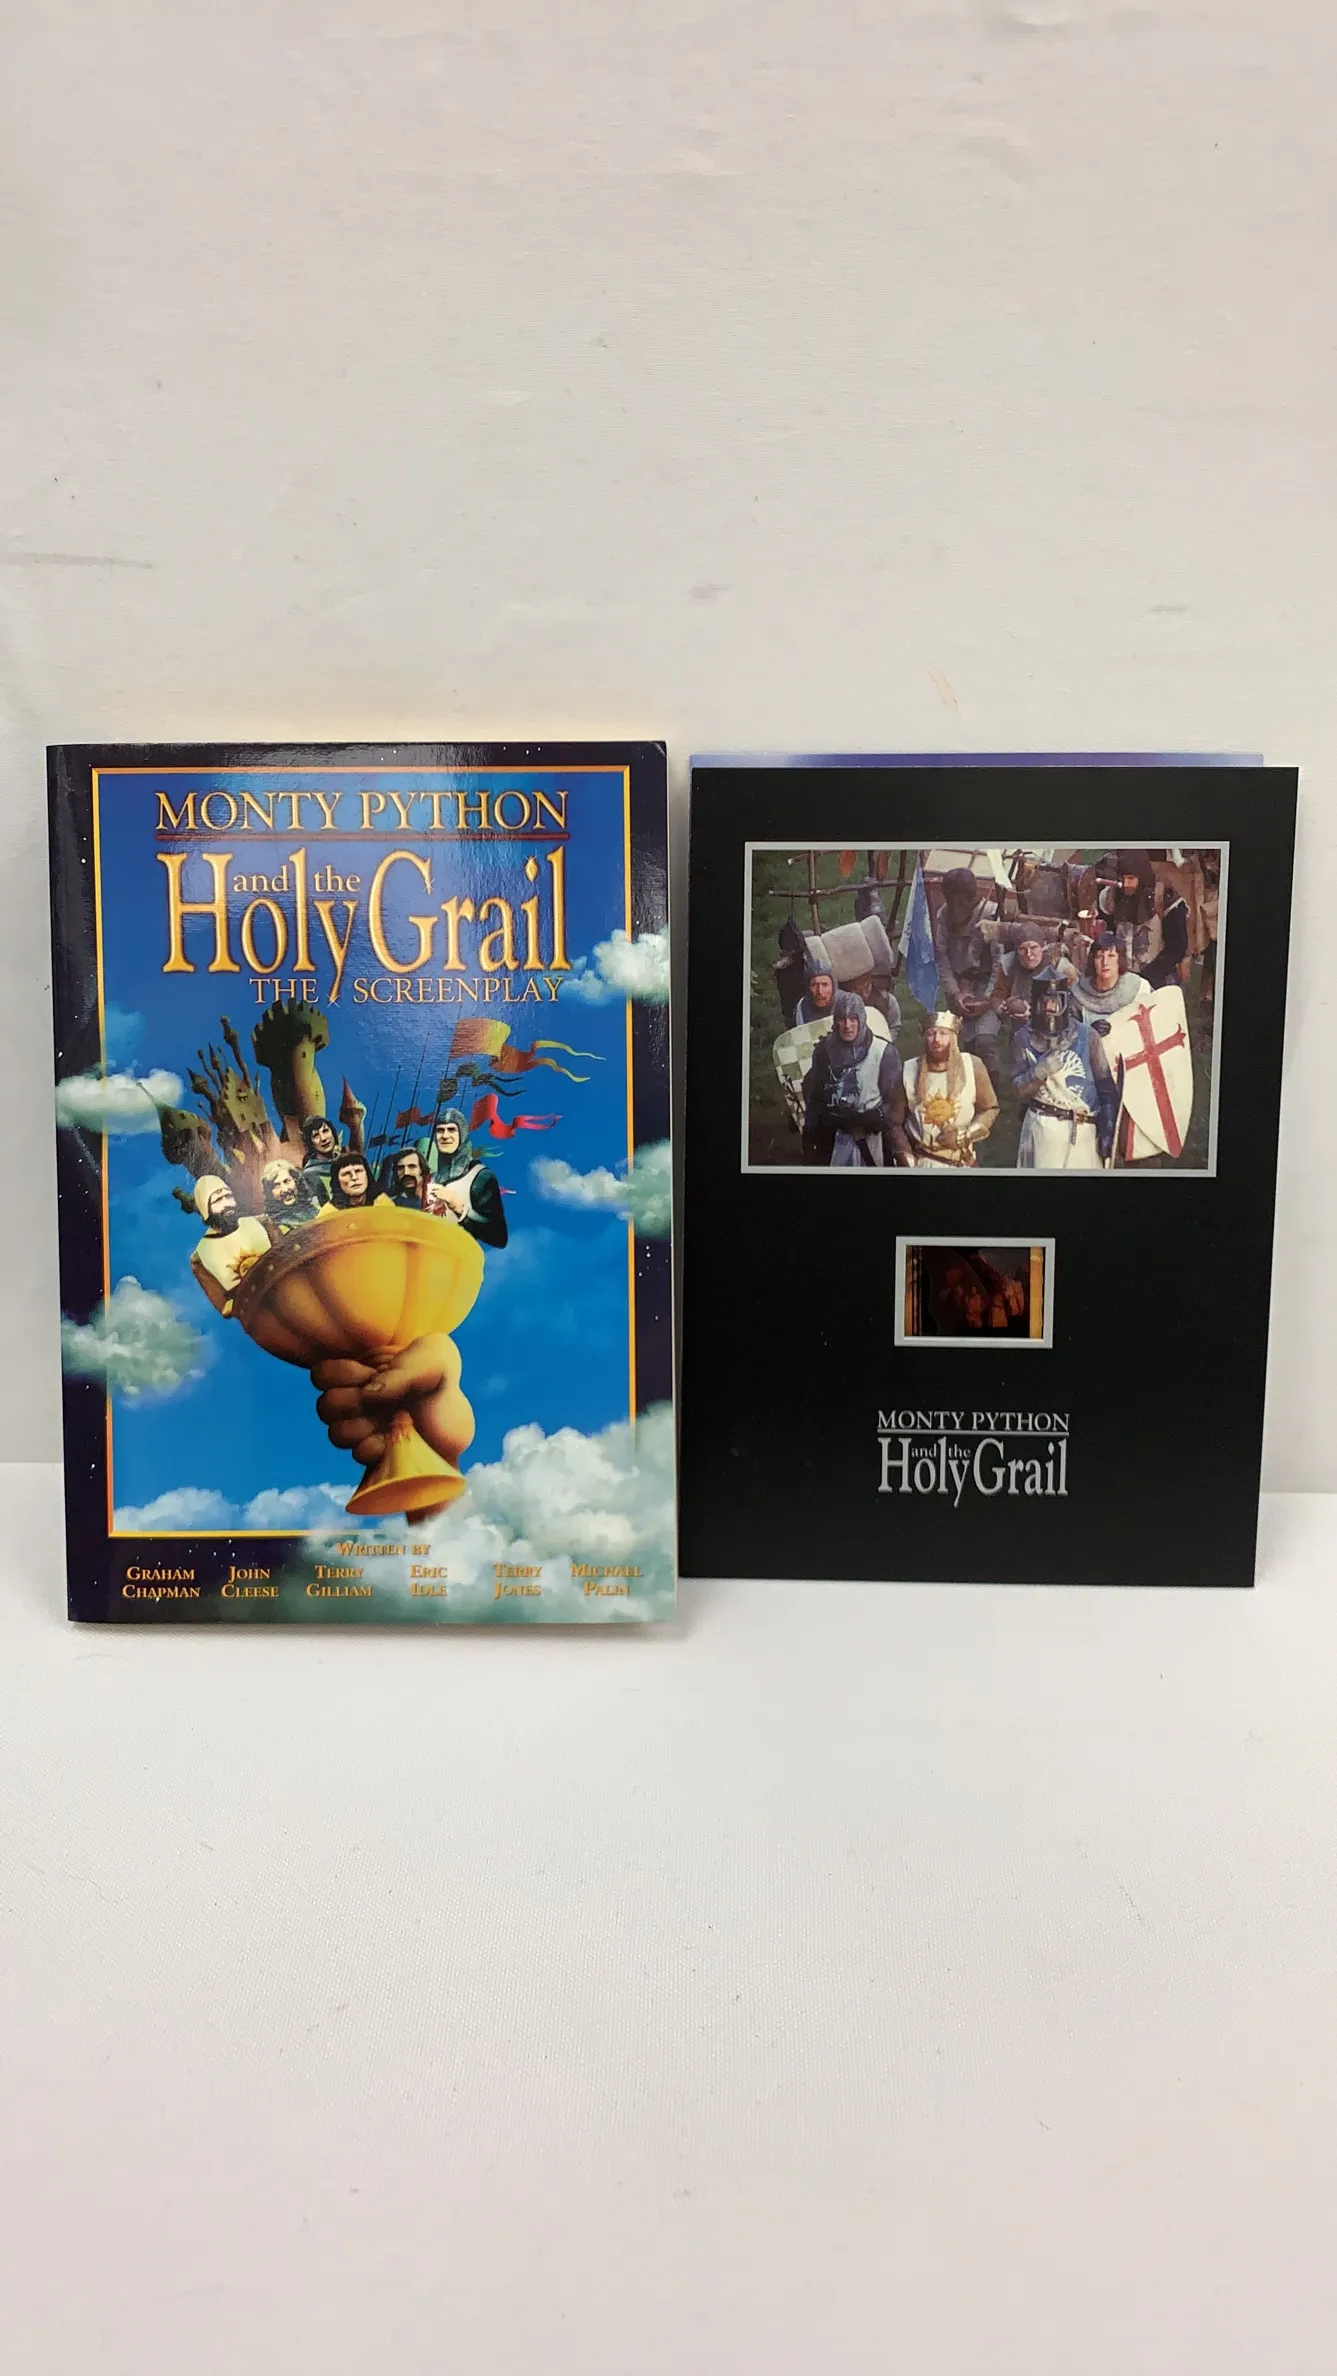 MONTY PYTHON
and the
Holy Grail
THE SCREENPLAY
WRITTEN BY
GRAHAM CHAPMAN
JOHN CLEESE
TERRY GILLIAM
ERIC IDLE
TERRY JONES
MICHAEL PALIN
MONTY PYTHON
and the
Holy Grail